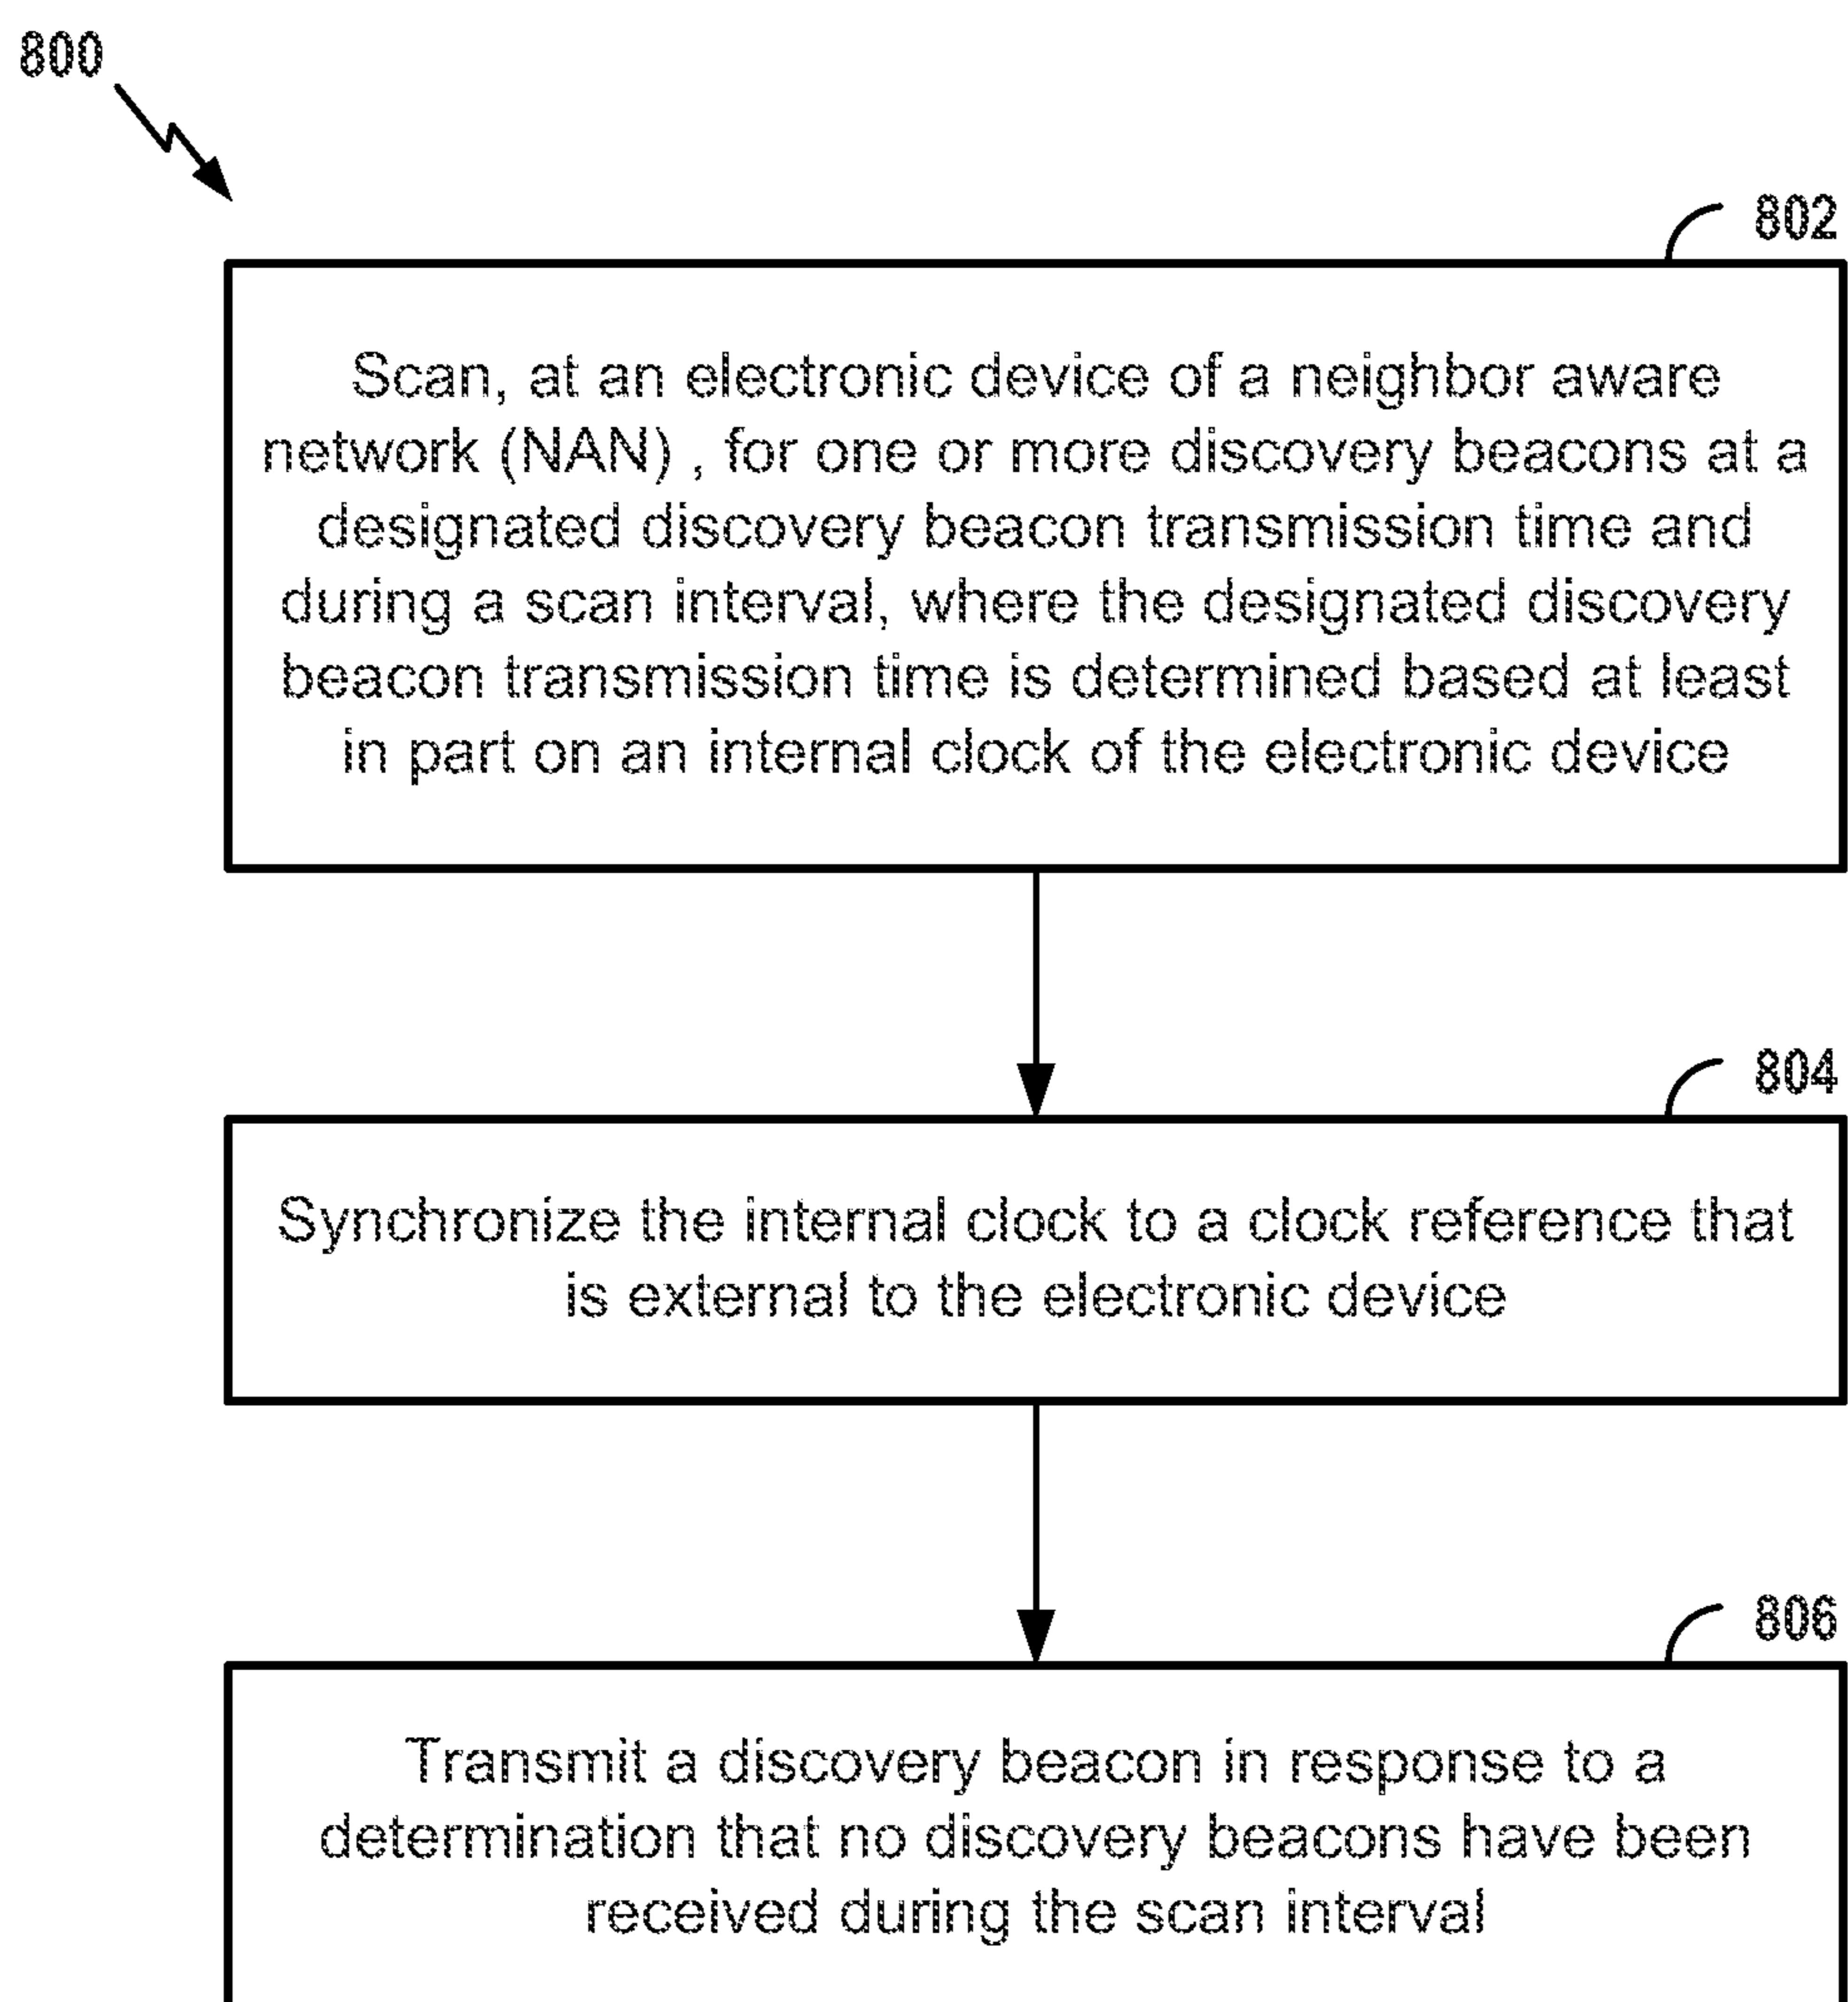 800
802
Scan, at an electronic device of a neighbor aware
network (NAN) , for one or more discovery beacons at a
designated discovery beacon transmission time and
during a scan interval, where the designated discovery
beacon transmission time is determined based at least
in part on an internal clock of the electronic device
804
Synchronize the internal clock to a clock reference that
is external to the electronic device
806
Transmit a discovery beacon in response to a
determination that no discovery beacons have been
received during the scan interval